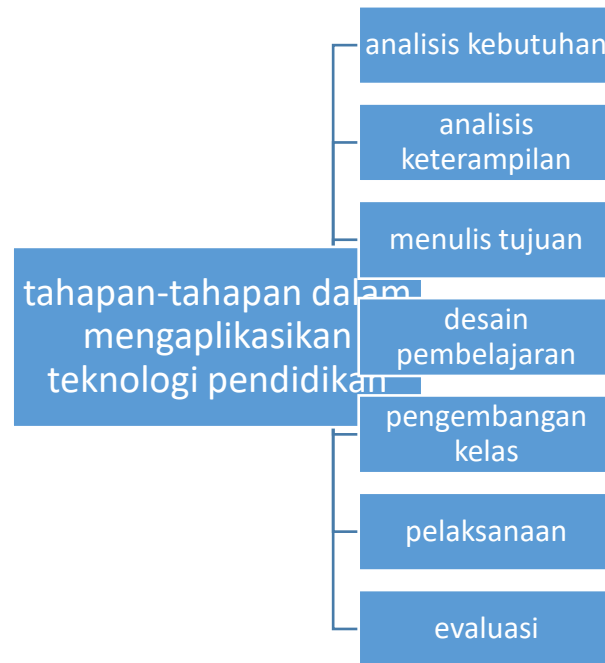 tahapan-tahapan dalam
mengaplikasikan
teknologi pendidikan
analisis kebutuhan
analisis
keterampilan
menulis tujuan
desain
pembelajaran
pengembangan
kelas
pelaksanaan
evaluasi